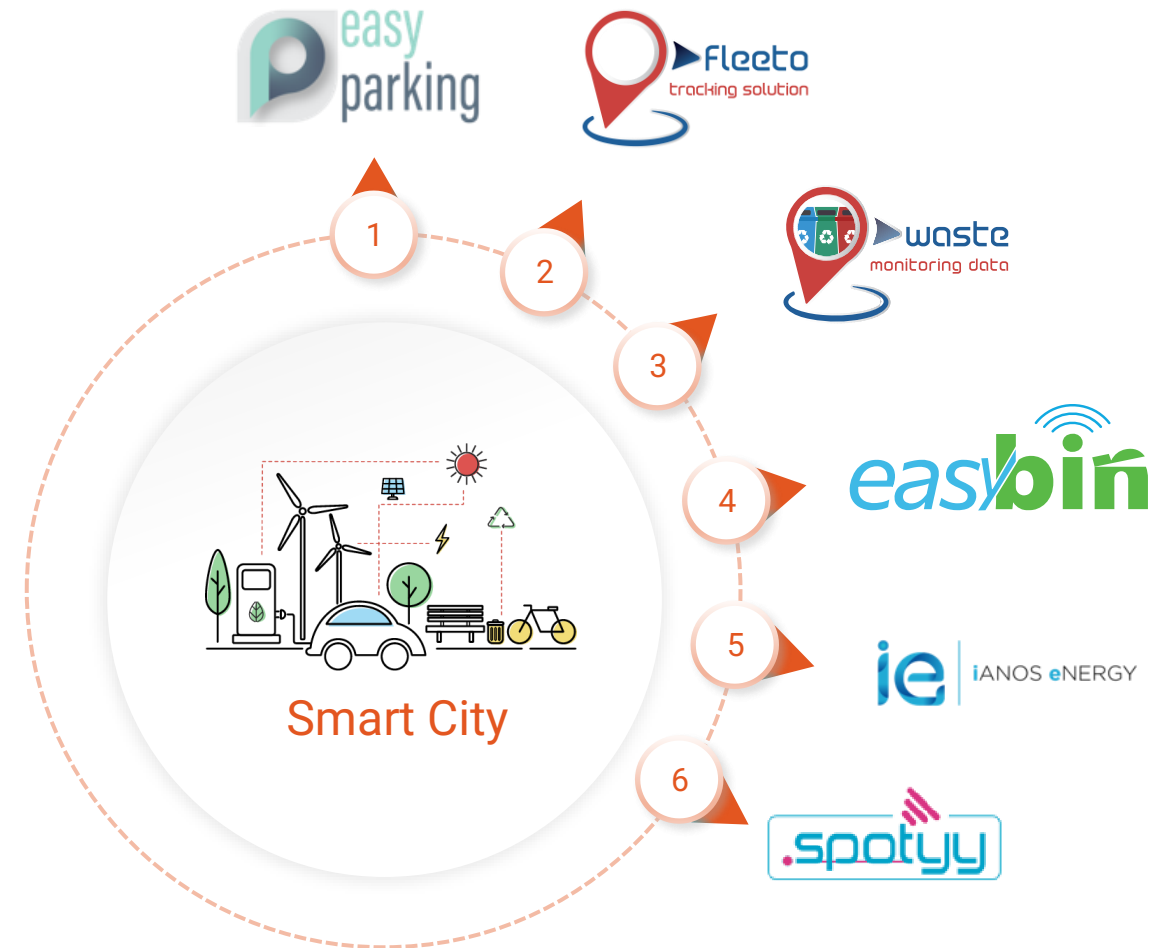 easy
parking
fleeto
tracking solution
1
2
waste
monitoring data
3
4
easybin
5
ie
iANOS eNERGY
Smart City
6
.spotyy